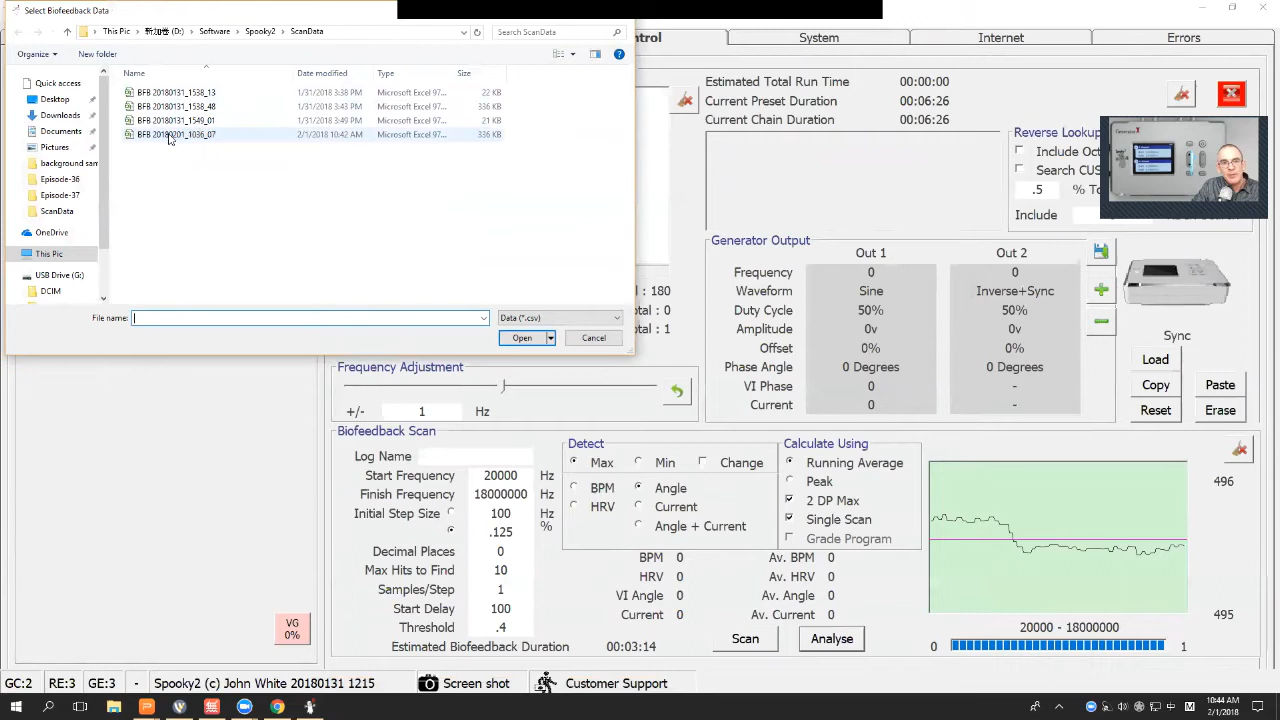 Select Biofeedback Data
This Pic > 新加卷 (D:) > Software > Spooky2 > ScanData
Search ScanData
Organize
New folder
Name
Date modified
Type
Size
BFB 20180131_1538_13 1/31/2018 3:38 PM Microsoft Excel 97... 22 KB
BFB 20180131_1538_48 1/31/2018 3:43 PM Microsoft Excel 97... 336 KB
BFB 20180131_1549_01 1/31/2018 3:49 PM Microsoft Excel 97... 21 KB
BFB 20180201_1036_07 2/1/2018 10:42 AM Microsoft Excel 97... 336 KB
Quick access
Desktop
Downloads
Documents
Pictures
background sam
Episode-36
Episode-37
ScanData
OneDrive
This Pic
USB Drive (G:)
DCIM
File name:
Data (*.csv)
Open
Cancel
ntrol
System
Internet
Errors
Estimated Total Run Time 00:00:00
Current Preset Duration 00:06:26
Current Chain Duration 00:06:26
Reverse Lookup
Include Oct
Search CUS
.5 % To
Include
: 180
: 0
: 1
Generator Output
Out 1
Out 2
Frequency 0 0
Waveform Sine Inverse+Sync
Duty Cycle 50% 50%
Amplitude 0v 0v
Offset 0% 0%
Phase Angle 0 Degrees 0 Degrees
VI Phase 0 -
Current 0 -
Sync
Load
Copy
Paste
Reset
Erase
Frequency Adjustment
+/- 1 Hz
Biofeedback Scan
Log Name
Start Frequency 20000 Hz
Finish Frequency 18000000 Hz
Initial Step Size 100 Hz
.125 %
Decimal Places 0
Max Hits to Find 10
Samples/Step 1
Start Delay 100
Threshold .4
Estimated Biofeedback Duration 00:03:14
Detect
Max
Min
Change
BPM
Angle
HRV
Current
Angle + Current
Calculate Using
Running Average
Peak
2 DP Max
Single Scan
Grade Program
BPM 0 Av. BPM 0
HRV 0 Av. HRV 0
VI Angle 0 Av. Angle 0
Current 0 Av. Current 0
Scan
Analyse
496
495
20000 - 18000000
0
1
VG
0%
GC:2
RE:3
GE:3
-
Spooky2 (c) John White 20180131 1215
Screen shot
Customer Support
10:44 AM
2/1/2018